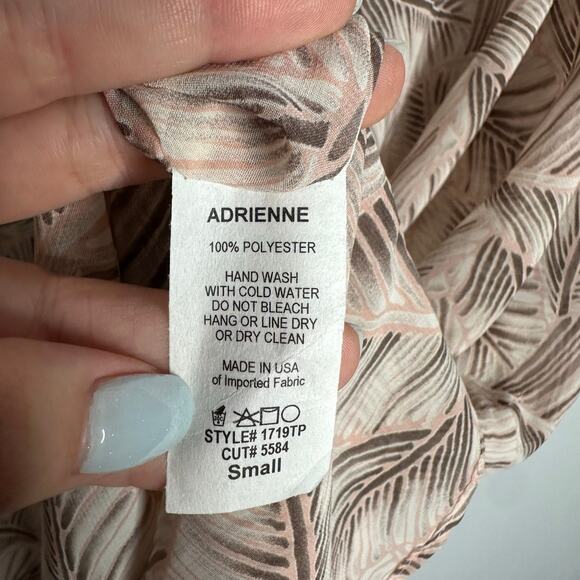 ADRIENNE
100% POLYESTER
HAND WASH
WITH COLD WATER
DO NOT BLEACH
HANG OR LINE DRY
OR DRY CLEAN
MADE IN USA
of Imported Fabric
STYLE# 1719TP
CUT# 5584
Small